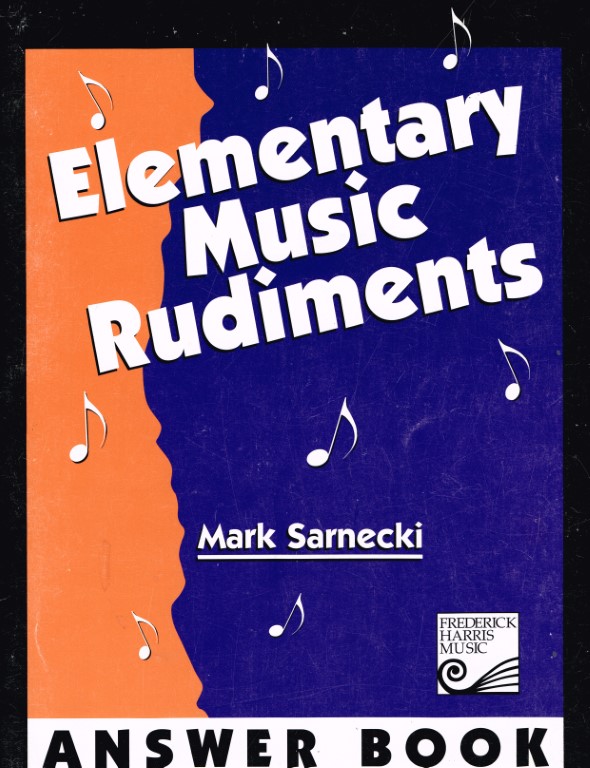 Elementary
Music
Rudiments
Mark Sarnecki
FREDERICK
HARRIS
MUSIC
ANSWER BOOK